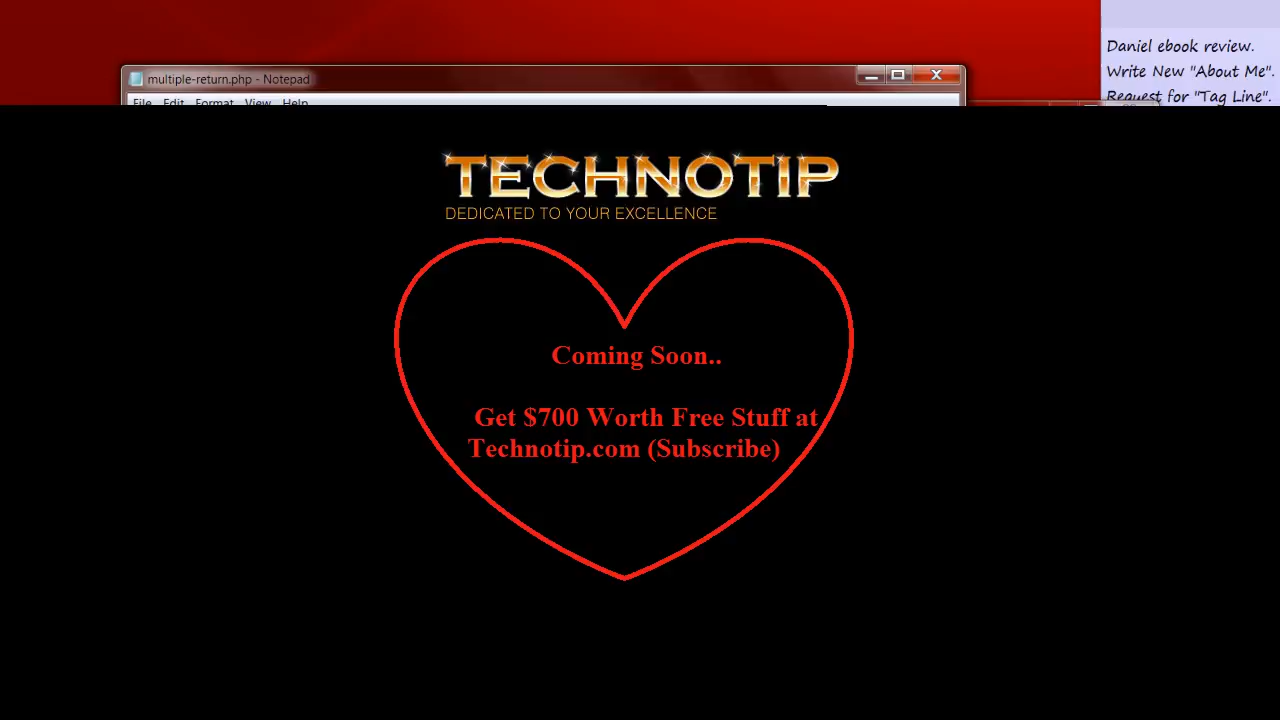 multiple-return.php - Notepad
File Edit Format View Help
Daniel ebook review.
Write New "About Me".
Request for "Tag Line".
TECHNOTIP
DEDICATED TO YOUR EXCELLENCE
Coming Soon..
Get $700 Worth Free Stuff at
Technotip.com (Subscribe)